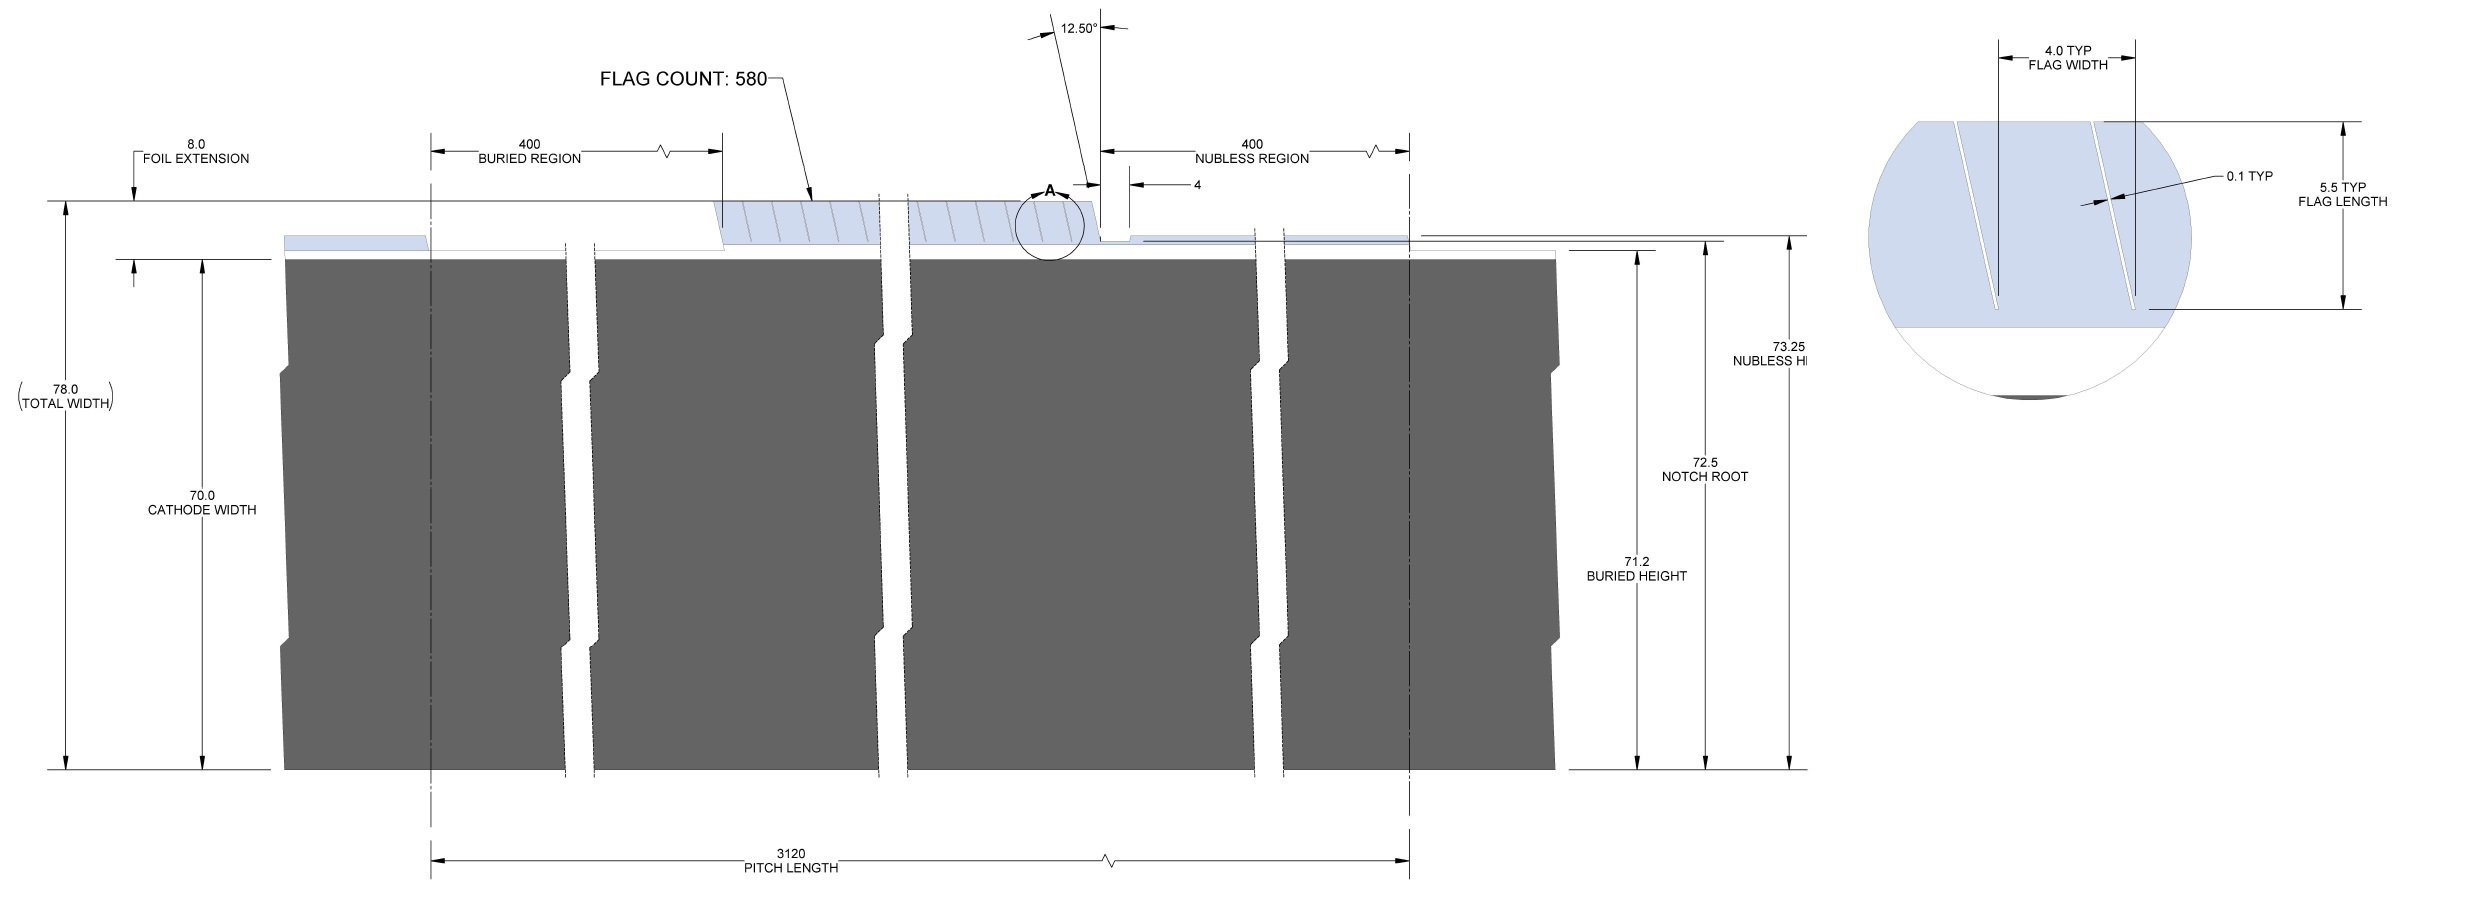 12.50°
FLAG COUNT: 580
4.0 TYP
FLAG WIDTH
8.0
FOIL EXTENSION
400
BURIED REGION
400
NUBLESS REGION
A
4
0.1 TYP
5.5 TYP
FLAG LENGTH
73.25
NUBLESS H
78.0
(TOTAL WIDTH)
72.5
NOTCH ROOT
70.0
CATHODE WIDTH
71.2
BURIED HEIGHT
3120
PITCH LENGTH